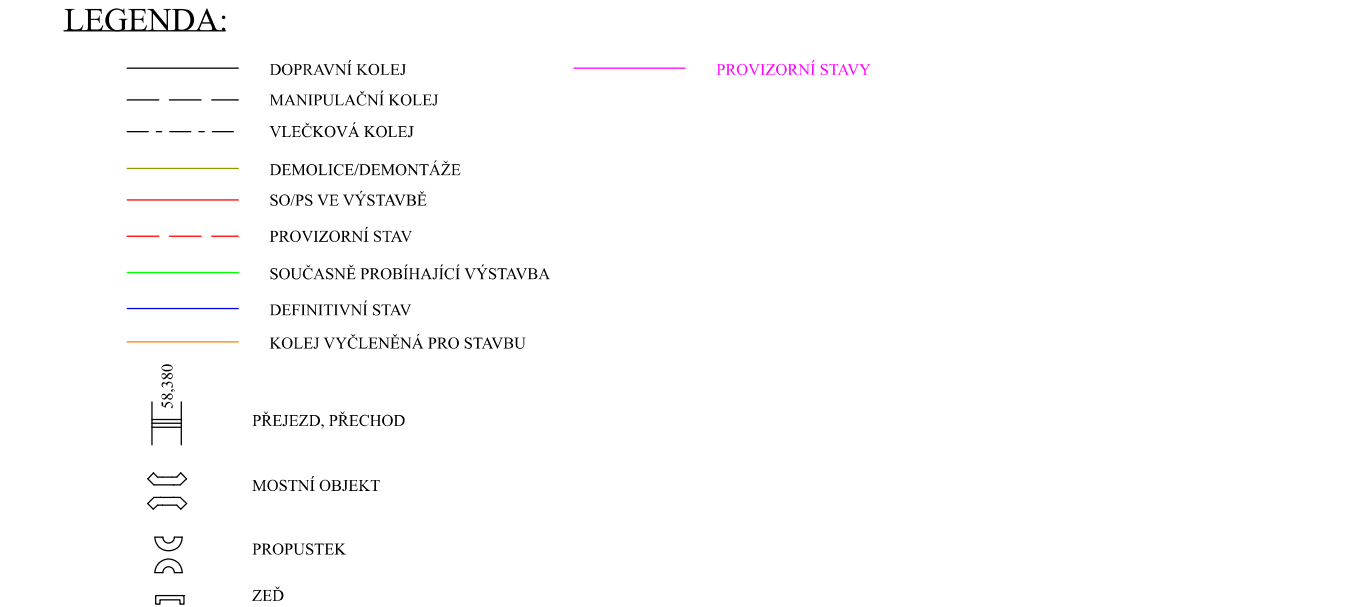 LEGENDA:
DOPRAVNÍ KOLEJ
PROVIZORNÍ STAVY
MANIPULAČNÍ KOLEJ
VLEČKOVÁ KOLEJ
DEMOLICE/DEMONTÁŽE
SO/PS VE VÝSTAVBĚ
PROVIZORNÍ STAV
SOUČASNĚ PROBÍHAJÍCÍ VÝSTAVBA
DEFINITIVNÍ STAV
KOLEJ VYČLENĚNÁ PRO STAVBU
58,380
PŘEJEZD, PŘECHOD
MOSTNÍ OBJEKT
PROPUSTEK
ZEĎ